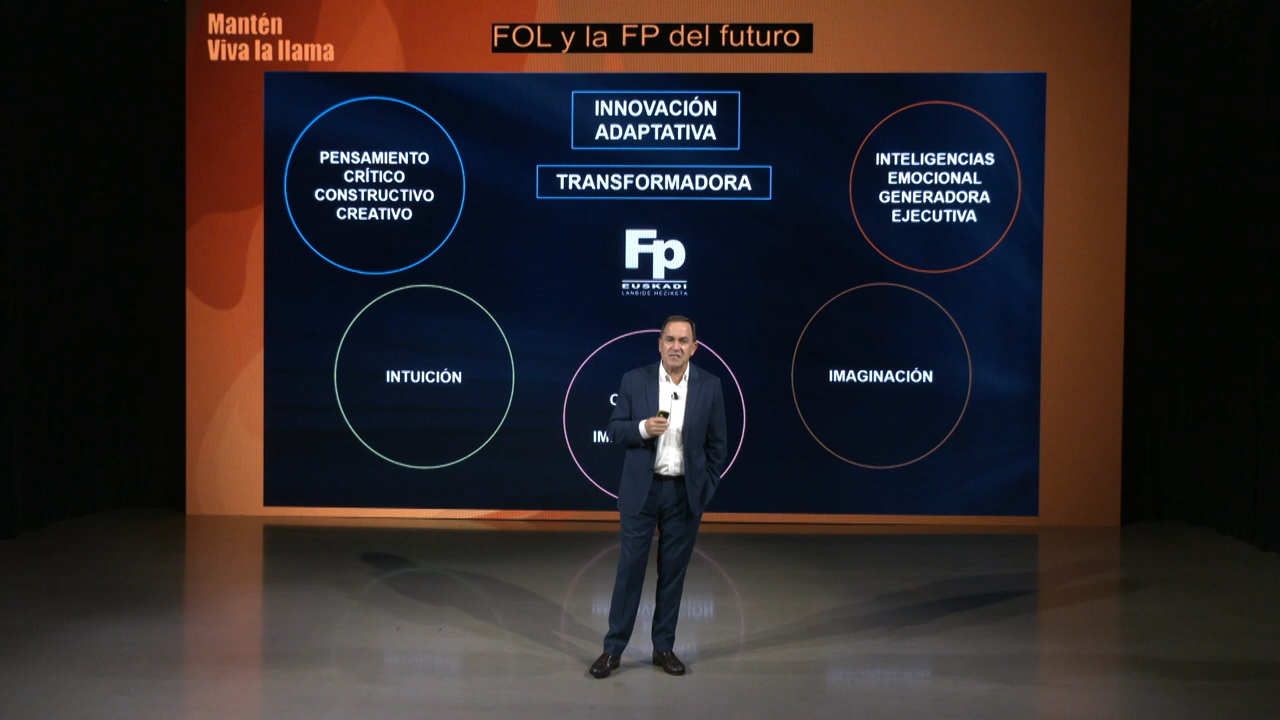 Mantén
Viva la llama
FOL y la FP del futuro
INNOVACIÓN
ADAPTATIVA
TRANSFORMADORA
PENSAMIENTO
CRÍTICO
CONSTRUCTIVO
CREATIVO
INTELIGENCIAS
EMOCIONAL
GENERADORA
EJECUTIVA
Fp
EUSKADI
LANBIDE HEZIKETA
INTUICIÓN
IMAGINACIÓN